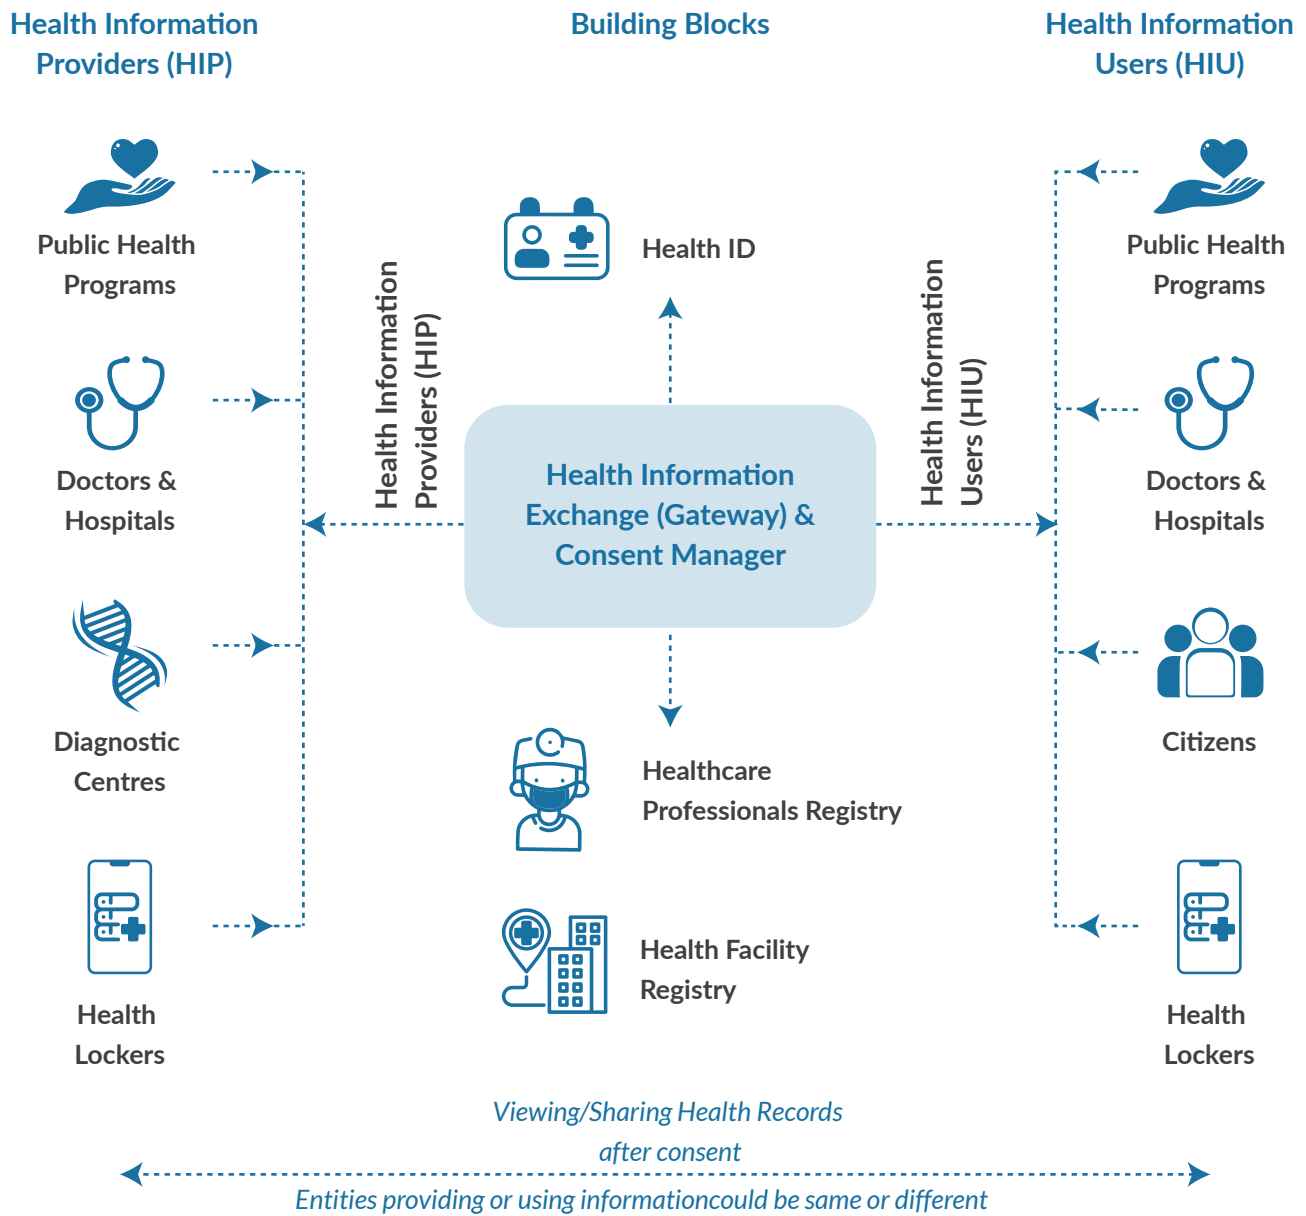 Health Information
Providers (HIP)
Building Blocks
Health Information
Users (HIU)
Public Health
Programs
Doctors &
Hospitals
Diagnostic
Centres
Health
Lockers
Health Information
Providers (HIP)
Health ID
Health Information
Exchange (Gateway) &
Consent Manager
Healthcare
Professionals Registry
Health Facility
Registry
Health Information
Users (HIU)
Public Health
Programs
Doctors &
Hospitals
Citizens
Health
Lockers
Viewing/Sharing Health Records
after consent
Entities providing or using informationcould be same or different